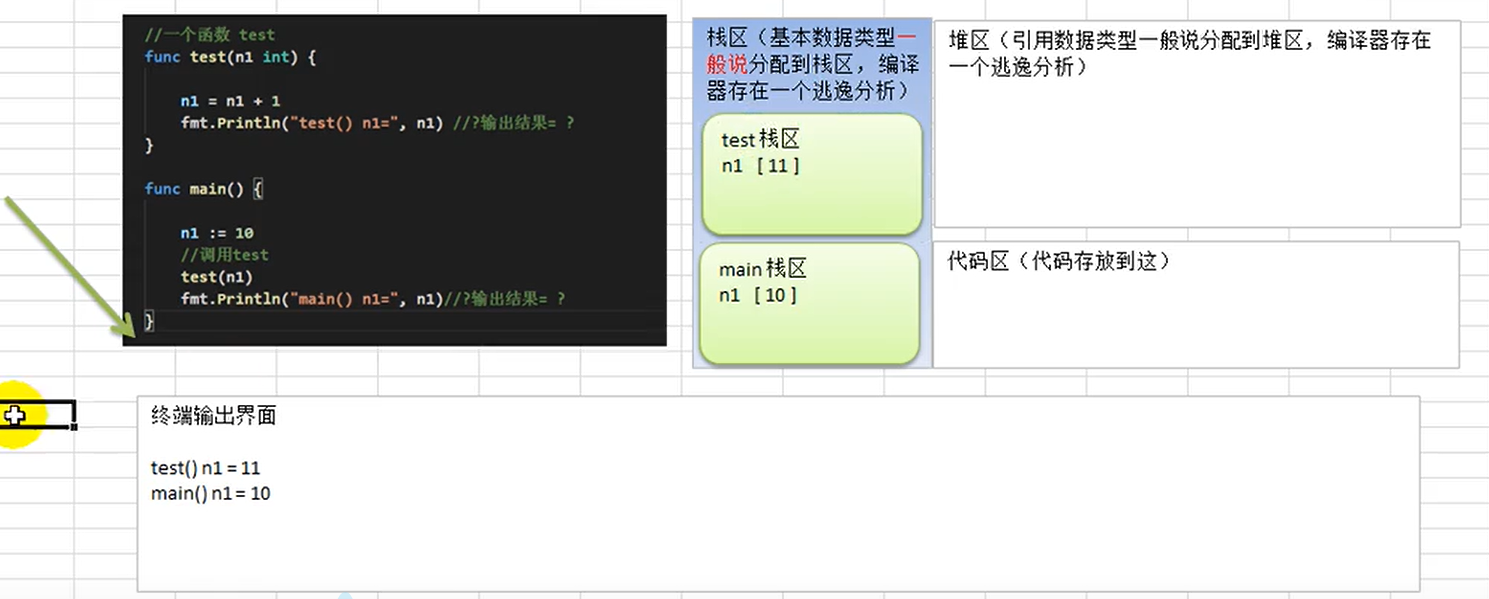 //一个函数 test
func test(n1 int) {
n1 = n1 + 1
fmt.Println("test() n1=", n1) //?输出结果= ?
}
func main() {
n1 := 10
//调用test
test(n1)
fmt.Println("main() n1=", n1)//?输出结果= ?
}
栈区（基本数据类型一
般说分配到栈区，编译
器存在一个逃逸分析）
test 栈区
n1 [ 11 ]
main 栈区
n1 [ 10 ]
堆区（引用数据类型一般说分配到堆区，编译器存在
一个逃逸分析）
代码区（代码存放到这）
终端输出界面
test() n1 = 11
main() n1 = 10